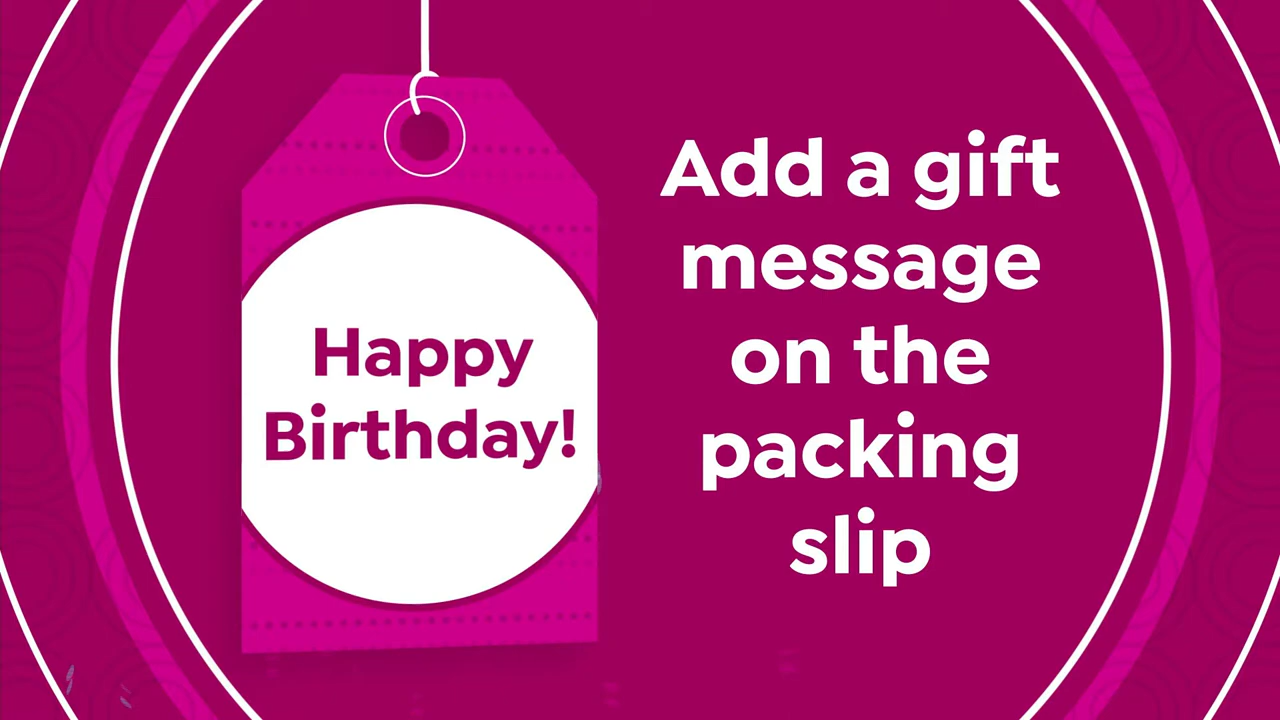 Happy
Birthday!
Add a gift
message
on the
packing
slip